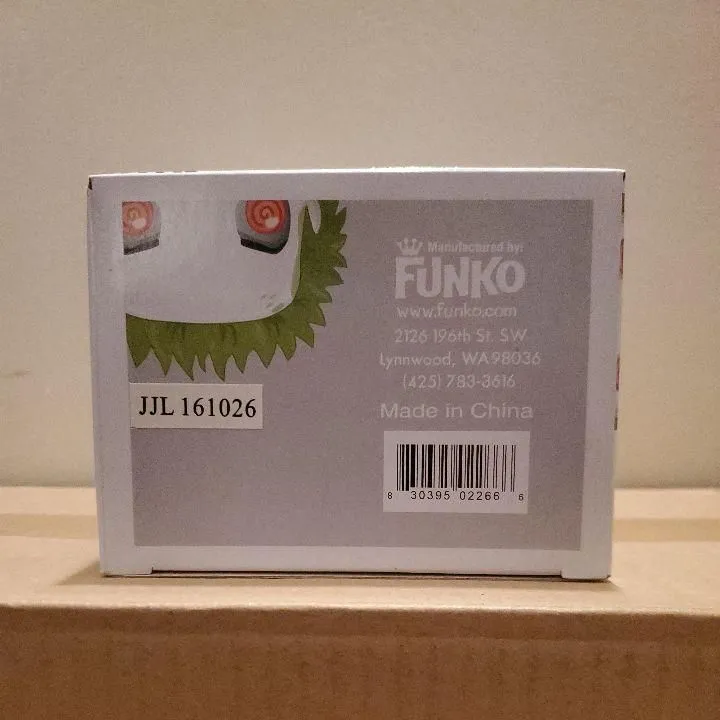 Manufactured by:
FUNKO
www.funko.com
2126 196th St. SW
Lynnwood, WA 98036
(425) 783-3616
Made in China
JJL 161026
8 30395 02266 6